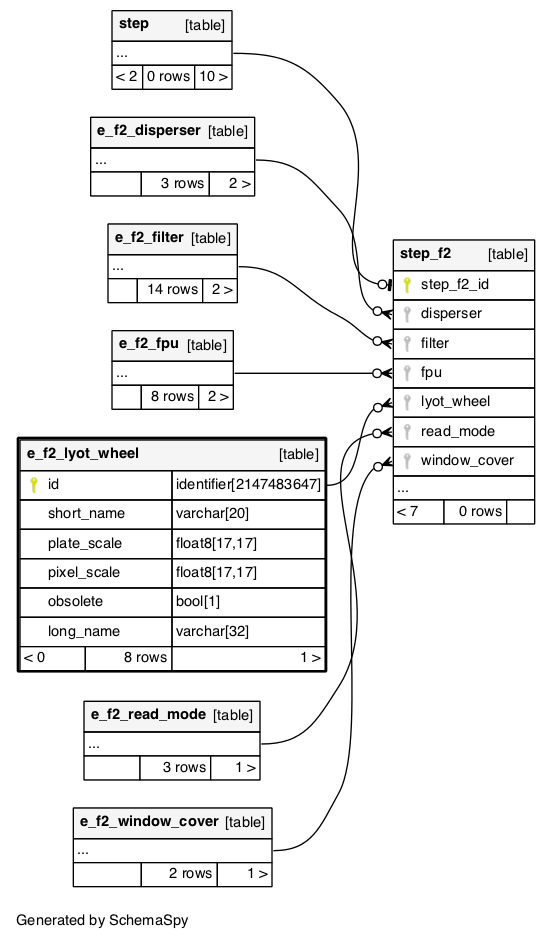 step [table]
...
< 2 0 rows 10 >
e_f2_disperser [table]
...
3 rows 2 >
e_f2_filter [table]
...
14 rows 2 >
e_f2_fpu [table]
...
8 rows 2 >
e_f2_lyot_wheel [table]
id identifier[2147483647]
short_name varchar[20]
plate_scale float8[17,17]
pixel_scale float8[17,17]
obsolete bool[1]
long_name varchar[32]
< 0 8 rows 1 >
e_f2_read_mode [table]
...
3 rows 1 >
e_f2_window_cover [table]
...
2 rows 1 >
step_f2 [table]
step_f2_id
disperser
filter
fpu
lyot_wheel
read_mode
window_cover
...
< 7 0 rows
Generated by SchemaSpy